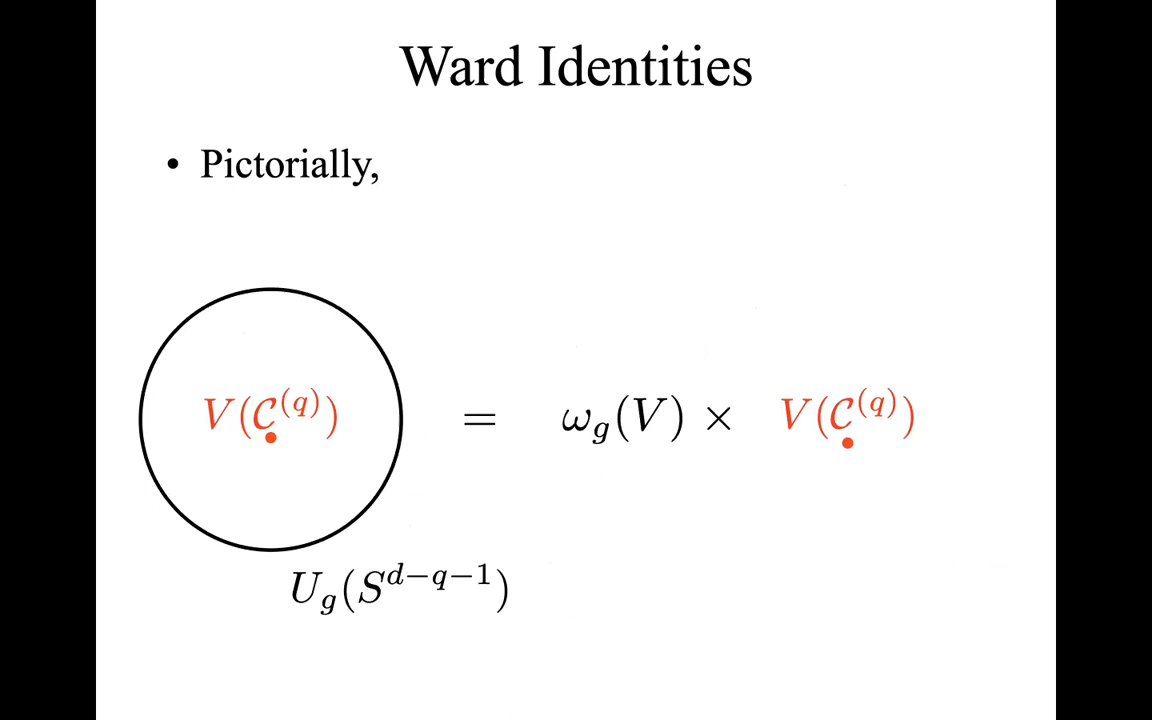 Ward Identities
• Pictorially,
V(𝒞^{(q)}) = ω_g(V) × V(𝒞^{(q)})
U_g(S^{d−q−1})